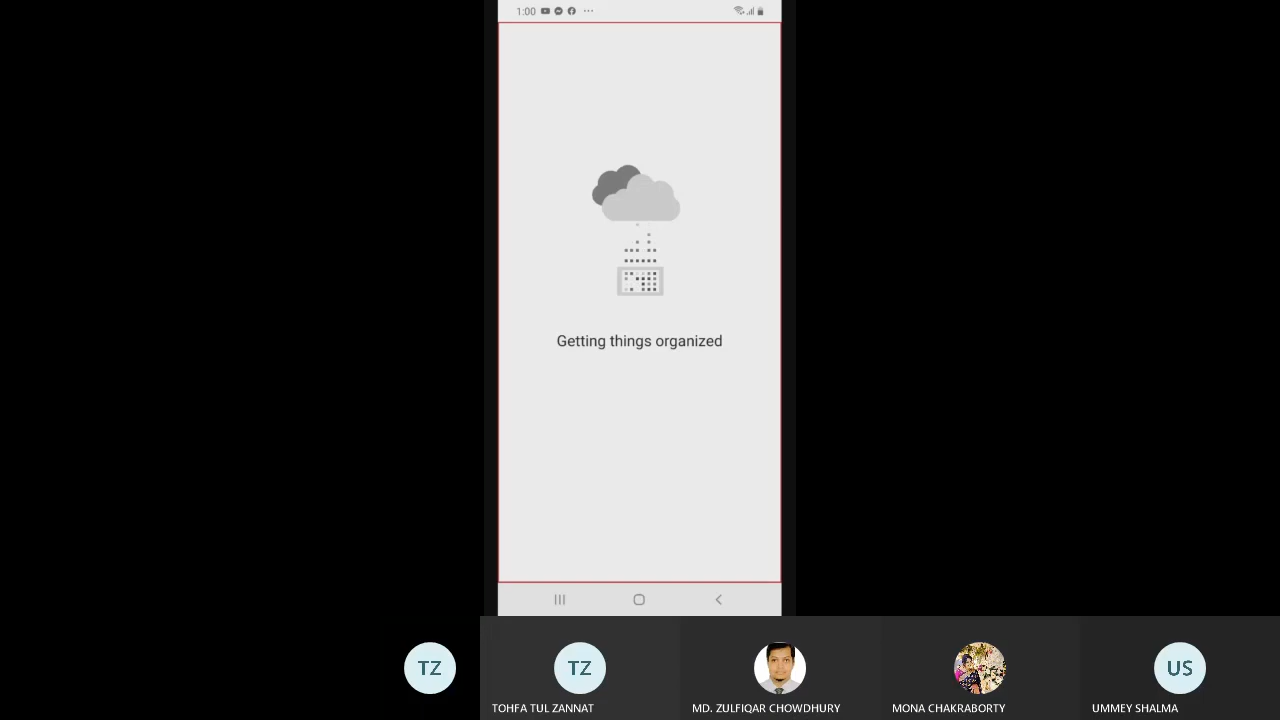 1:00
Getting things organized
TZ
TZ
US
TOHFA TUL ZANNAT
MD. ZULFIQAR CHOWDHURY
MONA CHAKRABORTY
UMMEY SHALMA